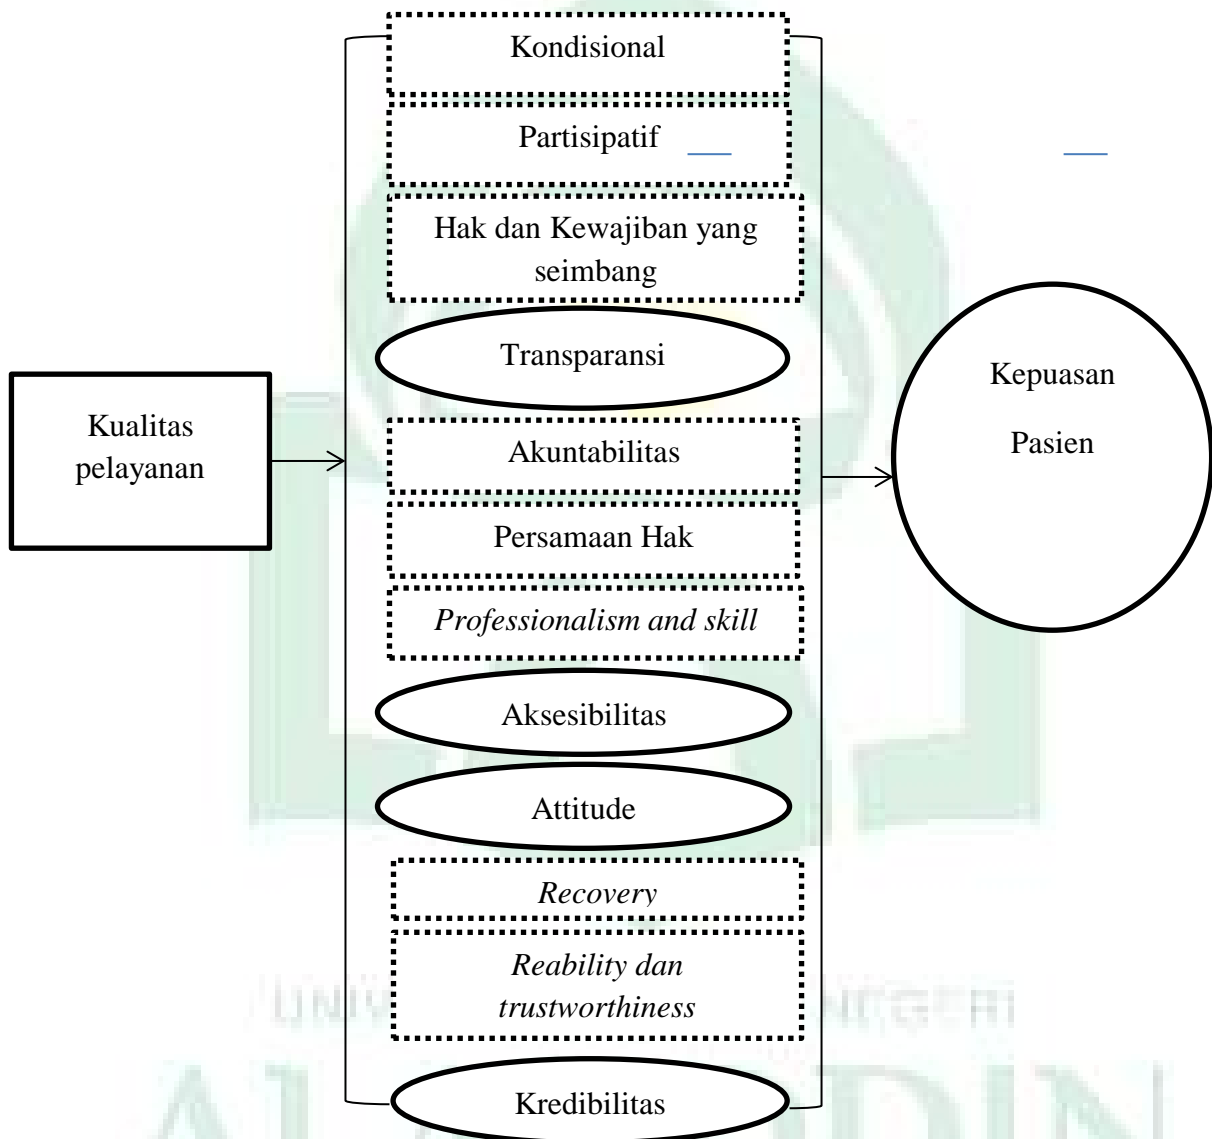 Kondisional
Partisipatif
Hak dan Kewajiban yang
seimbang
Transparansi
Kualitas
pelayanan
Kepuasan
Pasien
Akuntabilitas
Persamaan Hak
Professionalism and skill
Aksesibilitas
Attitude
Recovery
Reability dan
trustworthiness
Kredibilitas